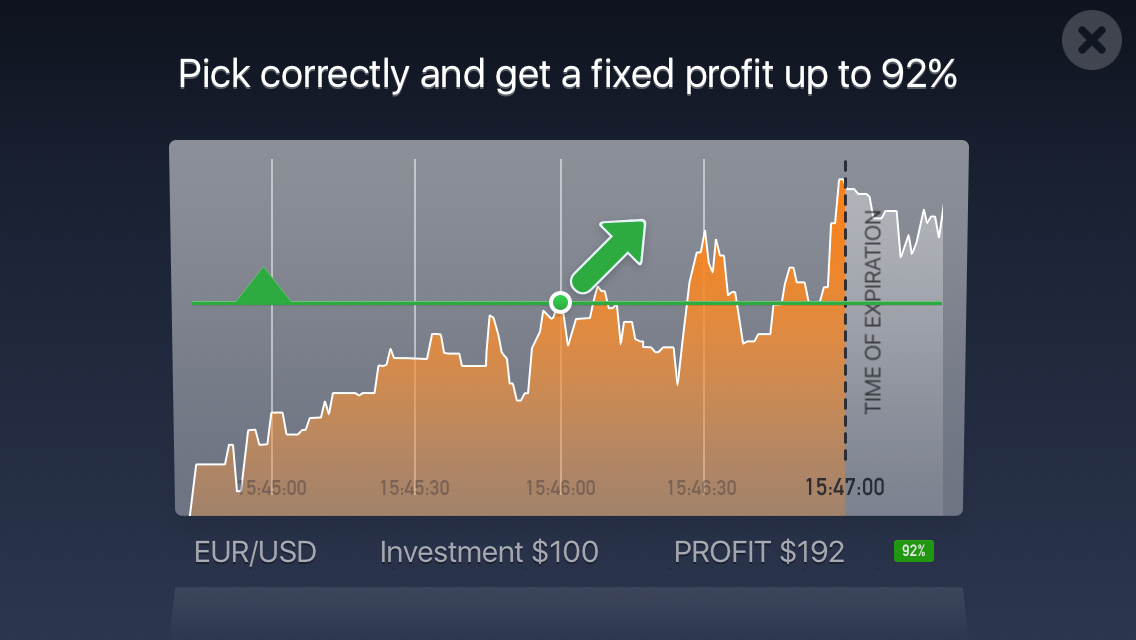 Pick correctly and get a fixed profit up to 92%
TIME OF EXPIRATION
15:45:00
15:45:30
15:46:00
15:46:30
15:47:00
EUR/USD
Investment $100
PROFIT $192
92%